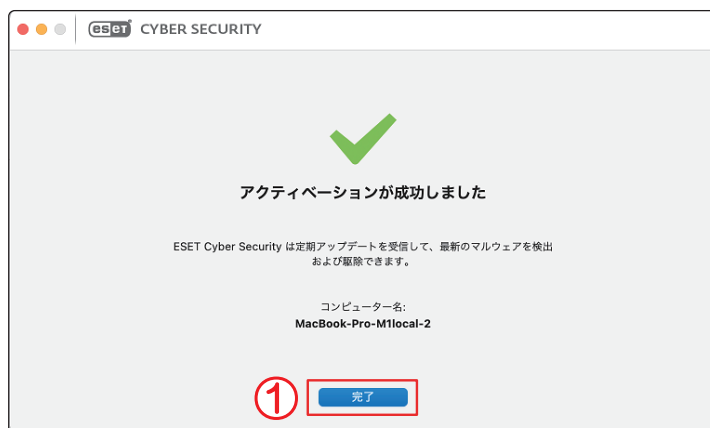 eset CYBER SECURITY
アクティベーションが成功しました
ESET Cyber Security は定期アップデートを受信して、最新のマルウェアを検出
および駆除できます。
コンピューター名:
MacBook-Pro-M1local-2
① 完了